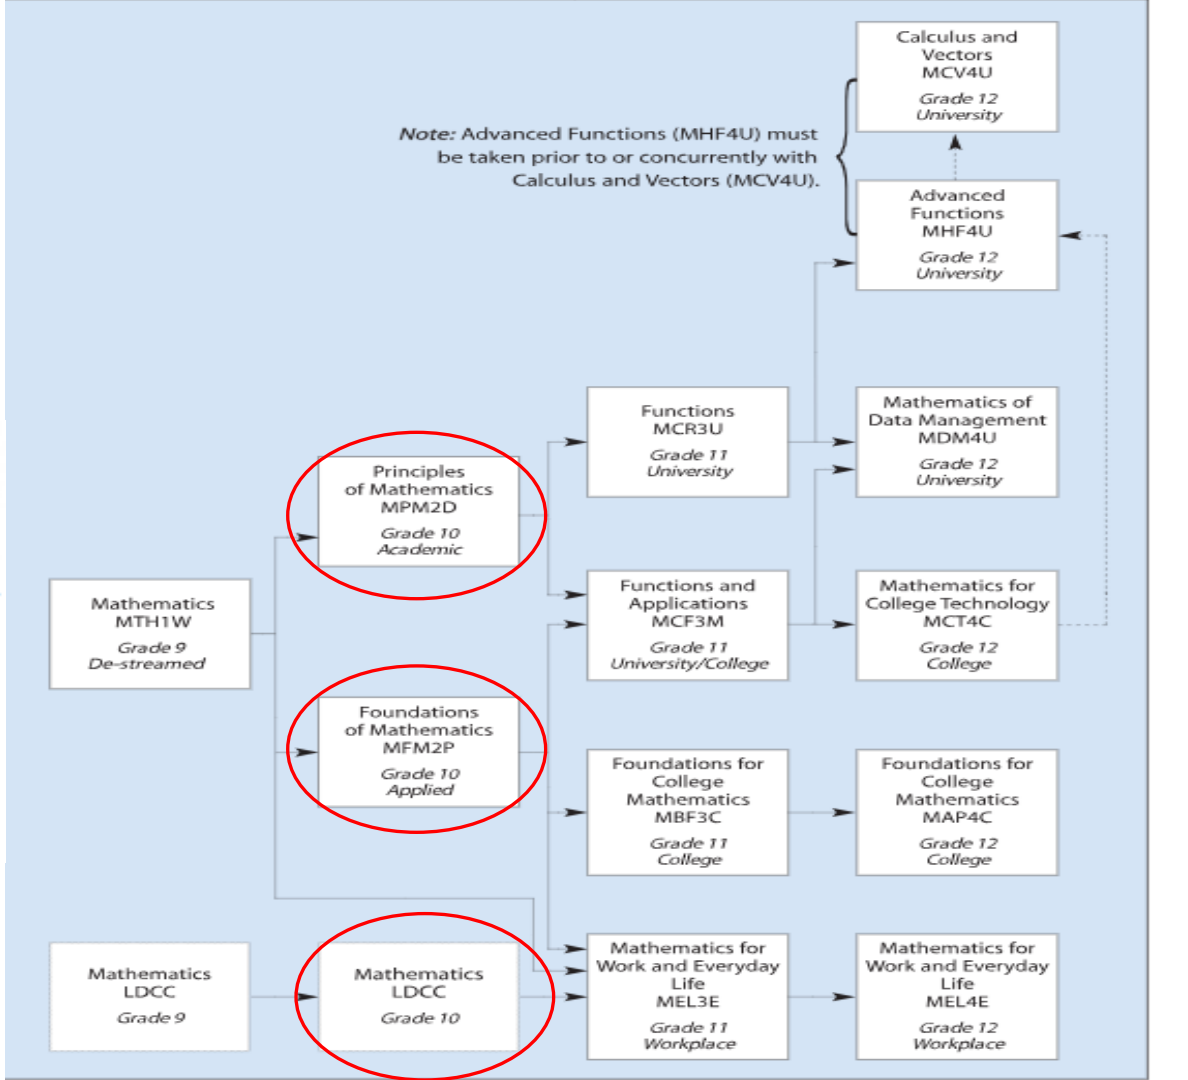 Calculus and
Vectors
MCV4U
Grade 12
University
Note: Advanced Functions (MHF4U) must
be taken prior to or concurrently with
Calculus and Vectors (MCV4U).
Advanced
Functions
MHF4U
Grade 12
University
Functions
MCR3U
Grade 11
University
Mathematics of
Data Management
MDM4U
Grade 12
University
Principles
of Mathematics
MPM2D
Grade 10
Academic
Mathematics
MTH1W
Grade 9
De-streamed
Functions and
Applications
MCF3M
Grade 11
University/College
Mathematics for
College Technology
MCT4C
Grade 12
College
Foundations
of Mathematics
MFM2P
Grade 10
Applied
Foundations for
College
Mathematics
MBF3C
Grade 11
College
Foundations for
College
Mathematics
MAP4C
Grade 12
College
Mathematics
LDCC
Grade 9
Mathematics
LDCC
Grade 10
Mathematics for
Work and Everyday
Life
MEL3E
Grade 11
Workplace
Mathematics for
Work and Everyday
Life
MEL4E
Grade 12
Workplace